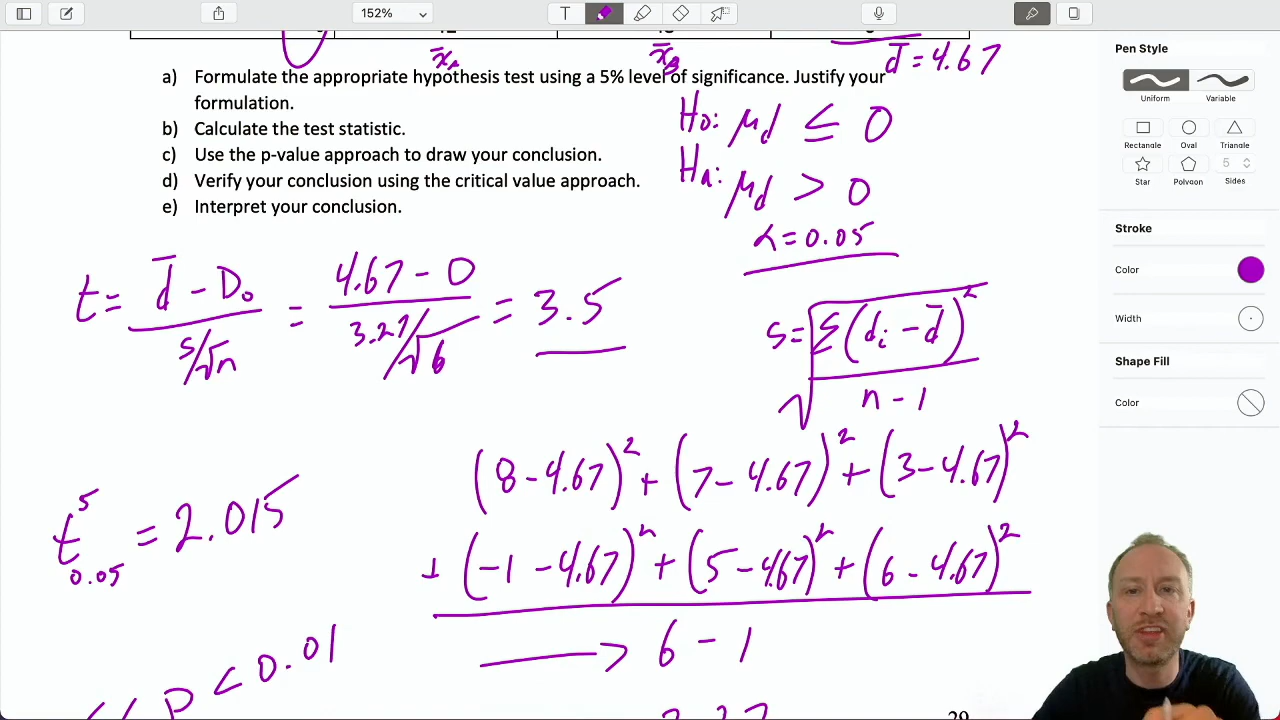 152%
T
Pen Style
Uniform Variable
Rectangle Oval Triangle
Star Polygon 5 Sides
Stroke
Color
Width
Shape Fill
Color
x̄A x̄B d̄ = 4.67
a) Formulate the appropriate hypothesis test using a 5% level of significance. Justify your
formulation.
b) Calculate the test statistic.
c) Use the p-value approach to draw your conclusion.
d) Verify your conclusion using the critical value approach.
e) Interpret your conclusion.
Ho: μd ≤ 0
Ha: μd > 0
α = 0.05
t = (d̄ - Do)/(s/√n) = (4.67 - 0)/(3.27/√6) = 3.5
s = √(Σ(di - d̄)²/(n - 1))
(8 - 4.67)² + (7 - 4.67)² + (3 - 4.67)²
+ (-1 - 4.67)² + (5 - 4.67)² + (6 - 4.67)²
6 - 1
t⁵0.05 = 2.015
P < 0.01
29